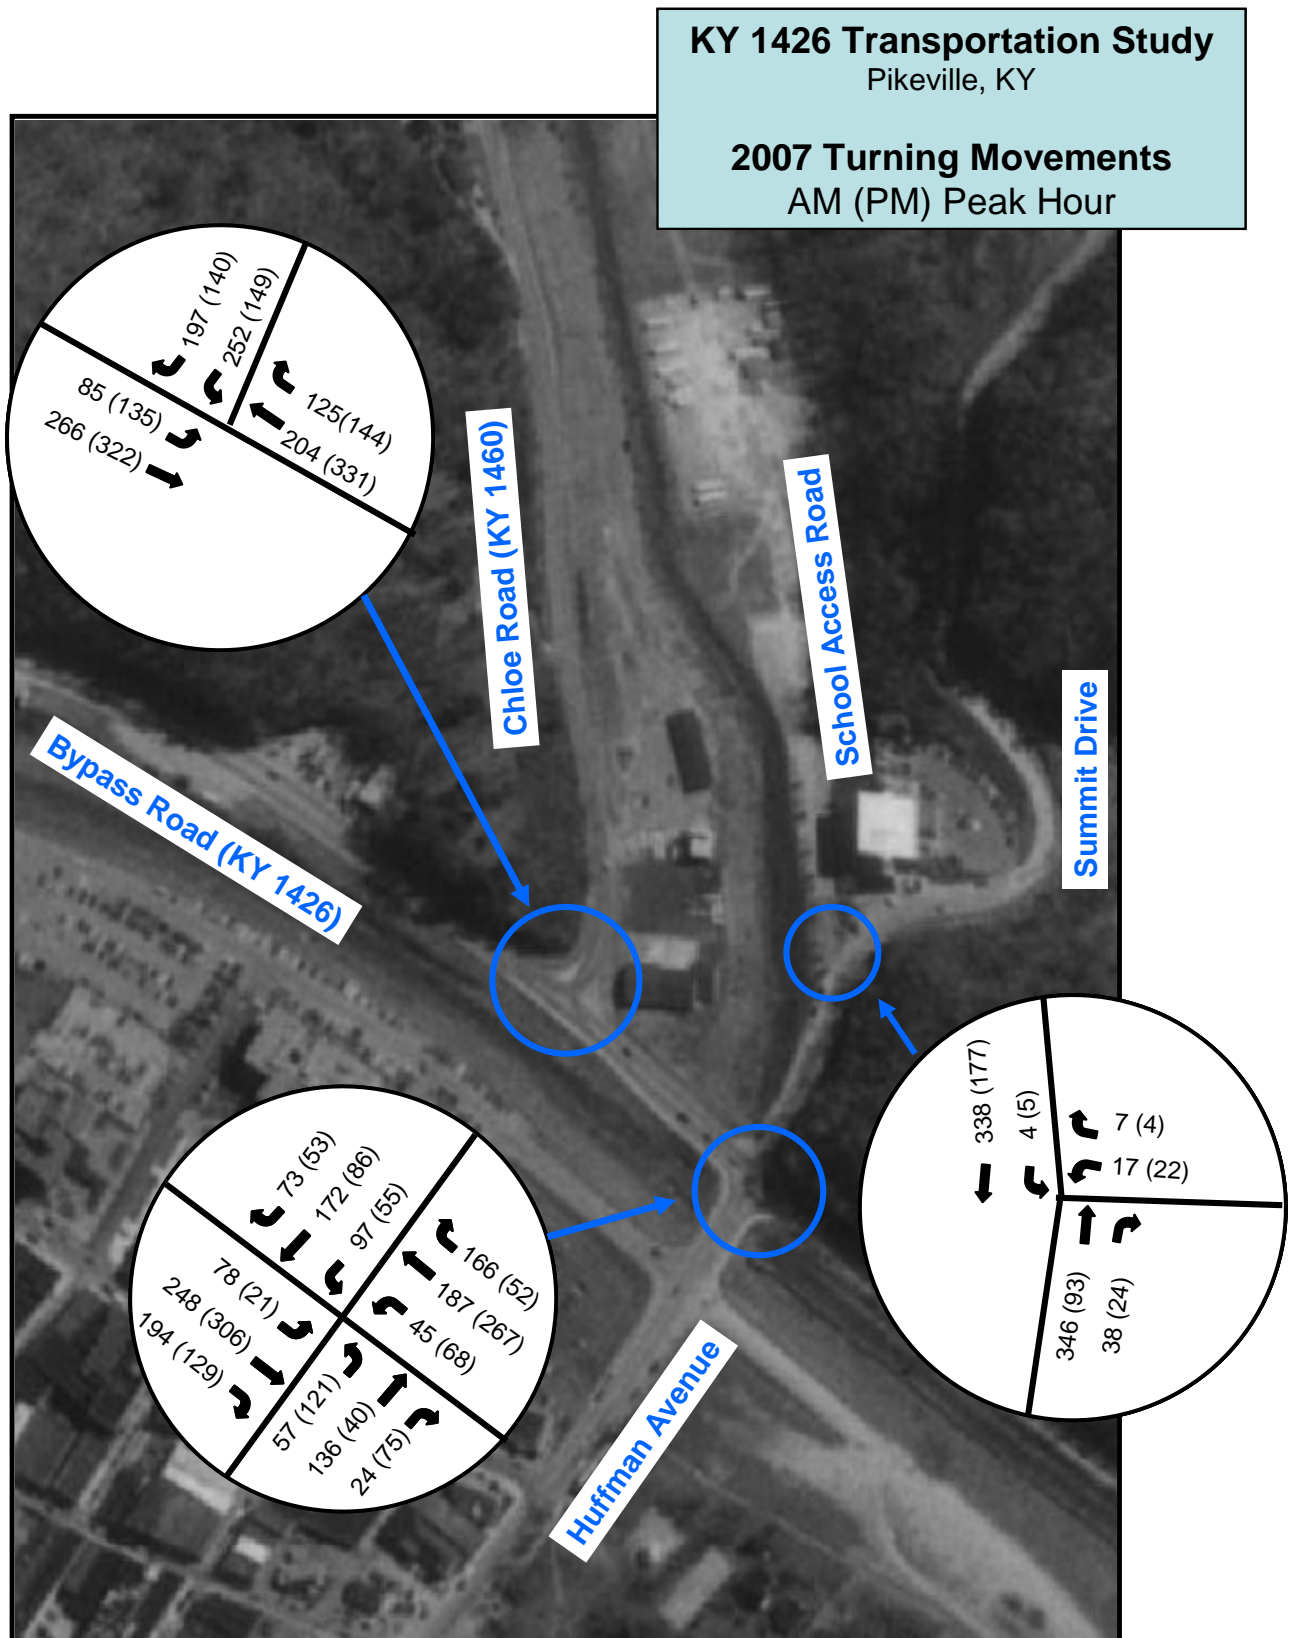 KY 1426 Transportation Study
Pikeville, KY
2007 Turning Movements
AM (PM) Peak Hour
197 (140)
252 (149)
85 (135)
266 (322)
125(144)
204 (331)
Chloe Road (KY 1460)
School Access Road
Summit Drive
Bypass Road (KY 1426)
338 (177)
4 (5)
7 (4)
17 (22)
346 (93)
38 (24)
73 (53)
172 (86)
97 (55)
78 (21)
248 (306)
194 (129)
166 (52)
187 (267)
45 (68)
57 (121)
136 (40)
24 (75)
Huffman Avenue